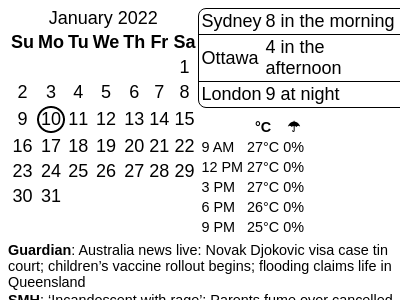 January 2022
Su Mo Tu We Th Fr Sa
1
2 3 4 5 6 7 8
9 10 11 12 13 14 15
16 17 18 19 20 21 22
23 24 25 26 27 28 29
30 31
Sydney 8 in the morning
Ottawa 4 in the
afternoon
London 9 at night
°C ☂
9 AM 27°C 0%
12 PM 27°C 0%
3 PM 27°C 0%
6 PM 26°C 0%
9 PM 25°C 0%
Guardian: Australia news live: Novak Djokovic visa case tin
court; children’s vaccine rollout begins; flooding claims life in
Queensland
SMH: ‘Incandescent with rage’: Parents fume over cancelled